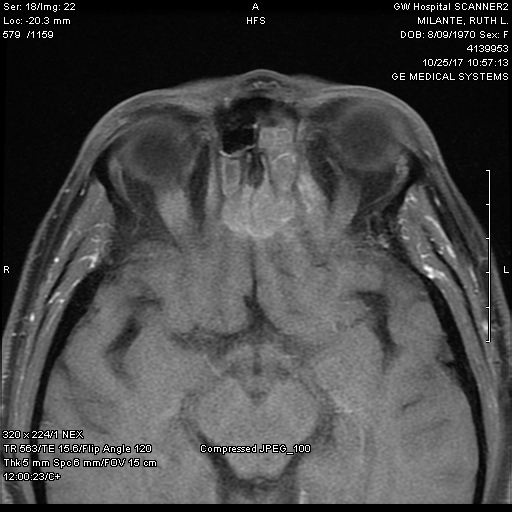 Ser: 18/Img: 22
Loc: -20.3 mm
579 /1159
A
HFS
GW Hospital SCANNER2
MILANTE, RUTH L.
DOB: 8/09/1970 Sex: F
4139953
10/25/17 10:57:13
GE MEDICAL SYSTEMS
R
L
320 x 224/1 NEX
TR 563/TE 15.6/Flip Angle 120
Thk 5 mm Spc 6 mm/FOV 15 cm
12:00:23/C+
Compressed JPEG_100